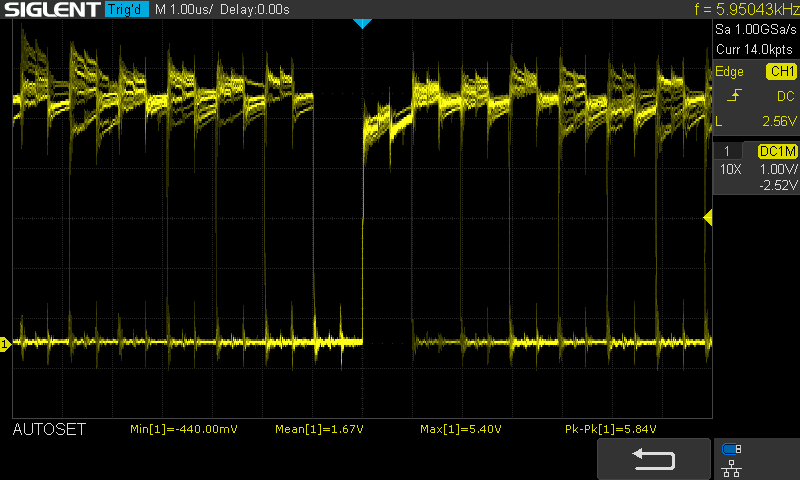 SIGLENT Trig'd M 1.00us/ Delay:0.00s f = 5.95043kHz
Sa 1.00GSa/s
Curr 14.0kpts
Edge CH1
DC
L 2.56V
1 DC1M
10X 1.00V/
-2.52V
1
AUTOSET Min[1]=-440.00mV Mean[1]=1.67V Max[1]=5.40V Pk-Pk[1]=5.84V